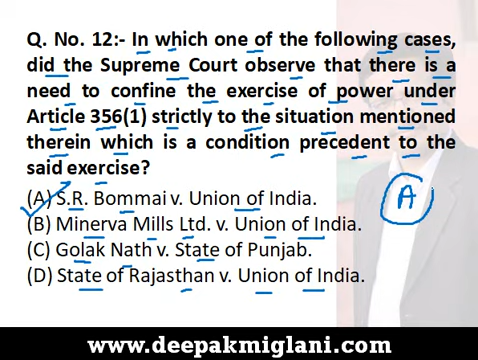 Q. No. 12:- In which one of the following cases,
did the Supreme Court observe that there is a
need to confine the exercise of power under
Article 356(1) strictly to the situation mentioned
therein which is a condition precedent to the
said exercise?
(A) S.R. Bommai v. Union of India.
A
(B) Minerva Mills Ltd. v. Union of India.
(C) Golak Nath v. State of Punjab.
(D) State of Rajasthan v. Union of India.
www.deepakmiglani.com